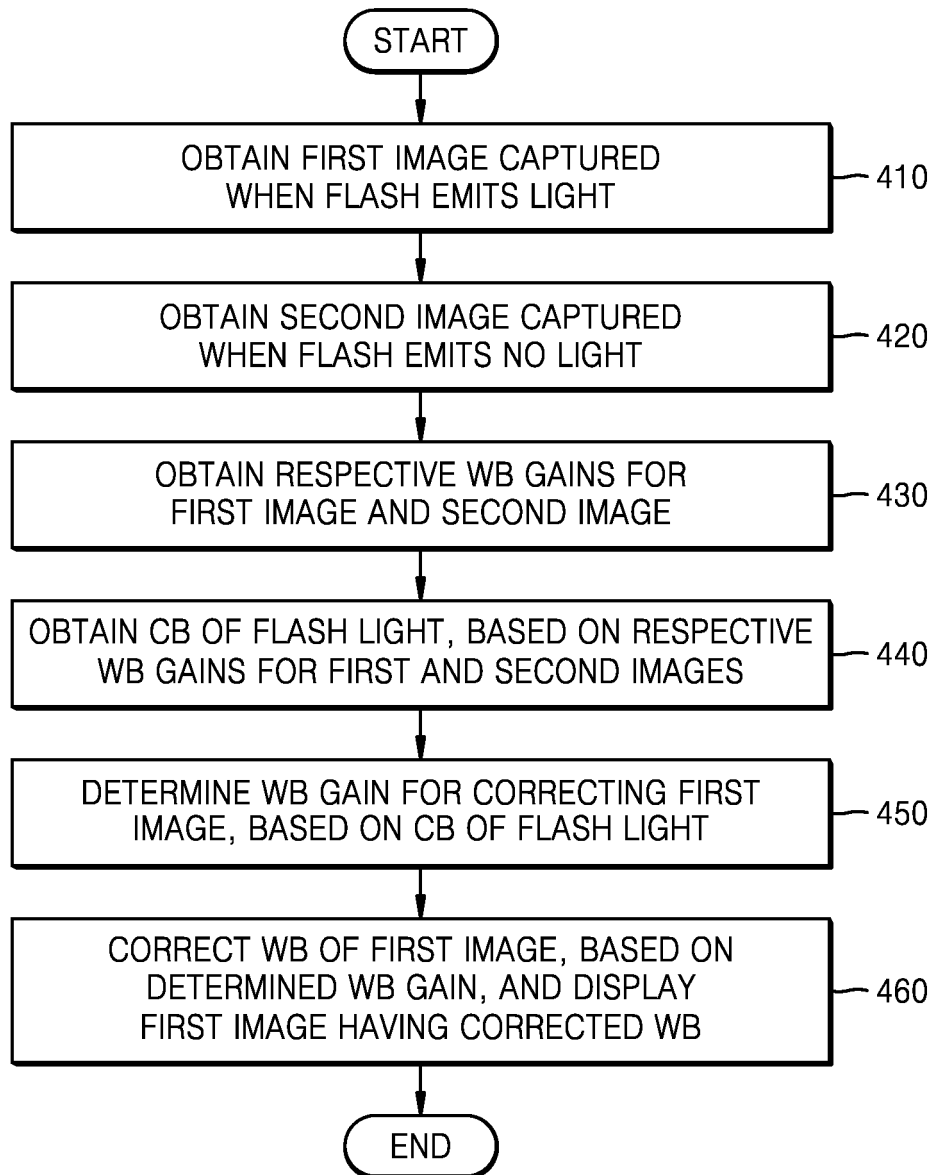 START
OBTAIN FIRST IMAGE CAPTURED
WHEN FLASH EMITS LIGHT
410
OBTAIN SECOND IMAGE CAPTURED
WHEN FLASH EMITS NO LIGHT
420
OBTAIN RESPECTIVE WB GAINS FOR
FIRST IMAGE AND SECOND IMAGE
430
OBTAIN CB OF FLASH LIGHT, BASED ON RESPECTIVE
WB GAINS FOR FIRST AND SECOND IMAGES
440
DETERMINE WB GAIN FOR CORRECTING FIRST
IMAGE, BASED ON CB OF FLASH LIGHT
450
CORRECT WB OF FIRST IMAGE, BASED ON
DETERMINED WB GAIN, AND DISPLAY
FIRST IMAGE HAVING CORRECTED WB
460
END